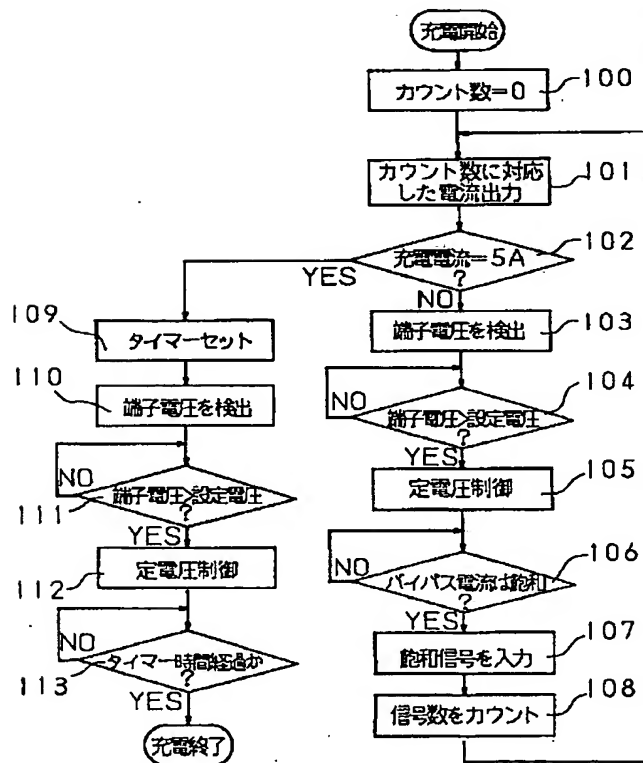 充電開始
カウント数=0
100
カウント数に対応
した電流出力
101
充電電流=5A
?
102
YES
NO
端子電圧を検出
103
NO
端子電圧>設定電圧
?
104
YES
定電圧制御
105
NO
バイパス電流は飽和
?
106
YES
飽和信号を入力
107
信号数をカウント
108
109
タイマーセット
110
端子電圧を検出
NO
端子電圧>設定電圧
?
111
YES
112
定電圧制御
NO
タイマー時間経過か
?
113
YES
充電終了